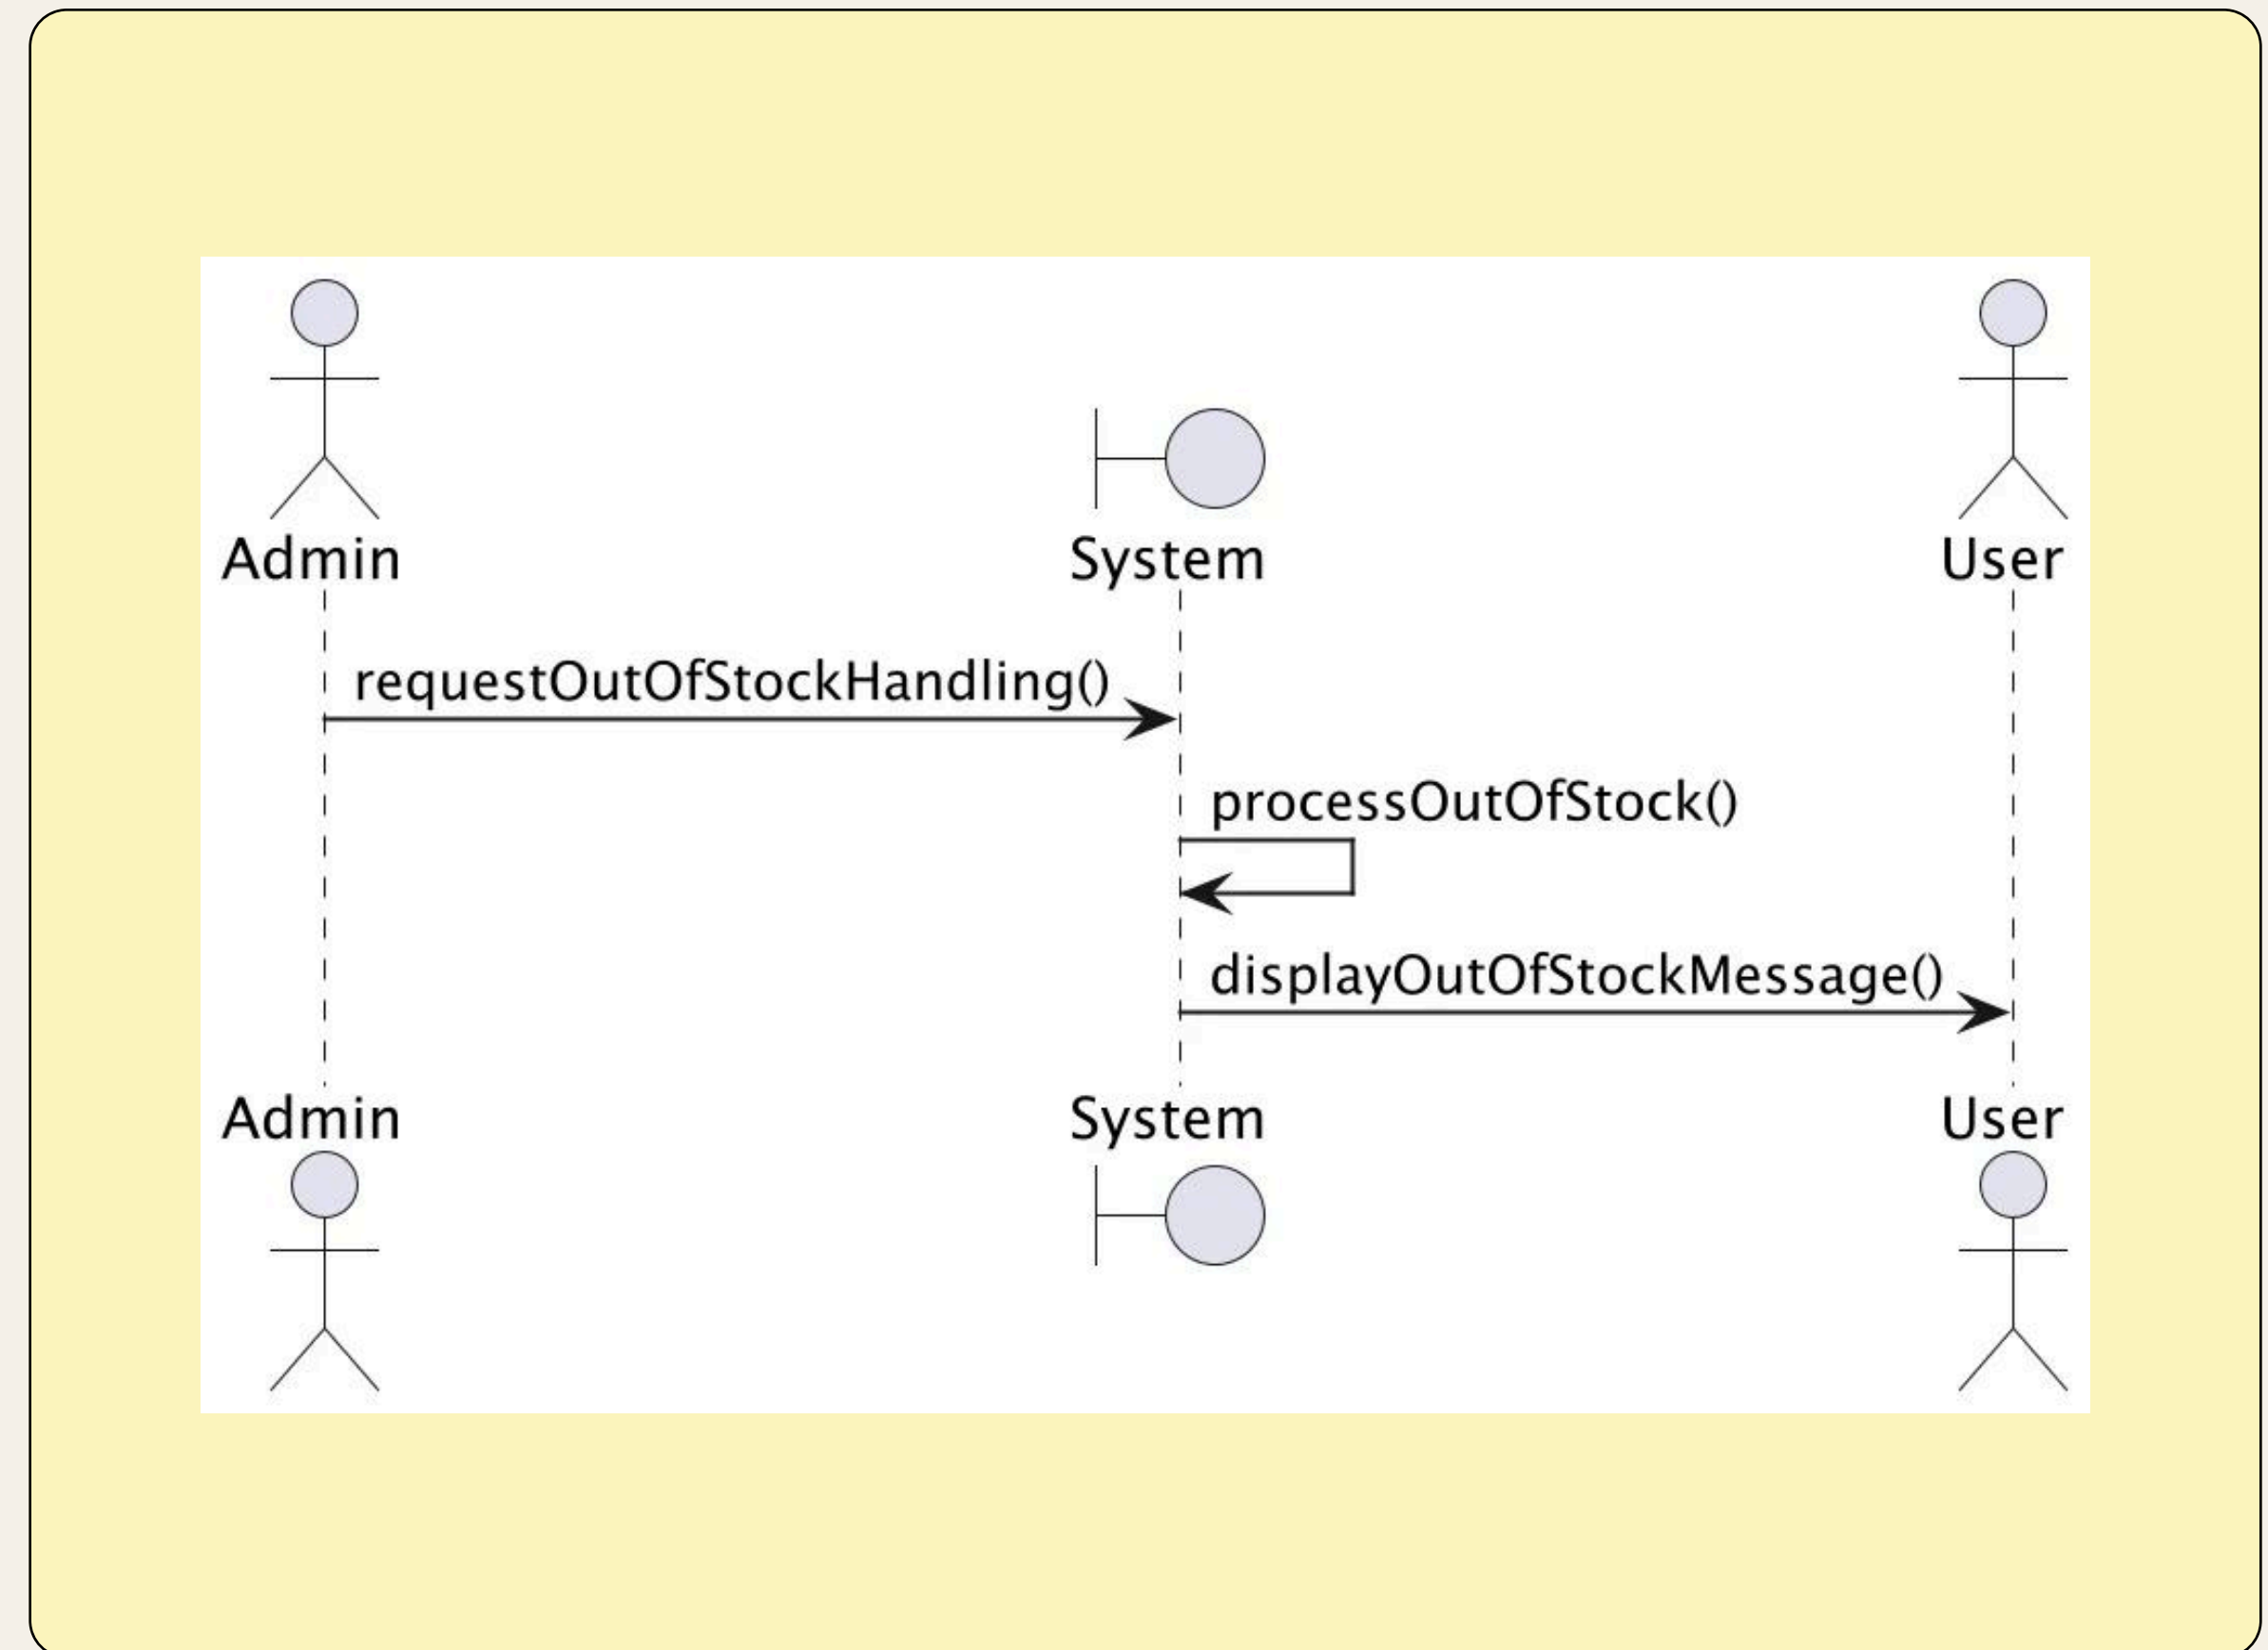 Admin
System
User
requestOutOfStockHandling()
processOutOfStock()
displayOutOfStockMessage()
Admin
System
User